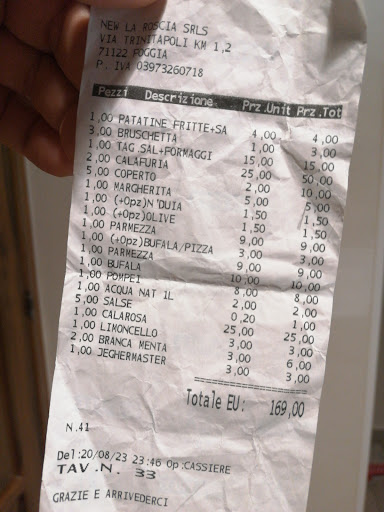 NEW LA ROSCIA SRLS
VIA TRINITAPOLI KM 1,2
71122 FOGGIA
P. IVA 03973260718
Pezzi Descrizione Prz.Unit Prz.Tot
1,00 PATATINE FRITTE+SA 4,00 4,00
3,00 BRUSCHETTA 1,00 3,00
1,00 TAG SAL+FORMAGGI 15,00 15,00
2,00 CALAFURIA 25,00 50,00
5,00 COPERTO 2,00 10,00
1,00 MARGHERITA 5,00 5,00
1,00 (+Opz)N'DUIA 1,50 1,50
1,00 (+Opz)OLIVE 1,50 1,50
1,00 PARMEZZA 9,00 9,00
1,00 (+Opz)BUFALA/PIZZA 3,00 3,00
1,00 PARMEZZA 9,00 9,00
1,00 BUFALA 10,00 10,00
1,00 POMPEI 8,00 8,00
1,00 ACQUA NAT 1L 2,00 2,00
5,00 SALSE 0,20 1,00
1,00 CALAROSA 25,00 25,00
1,00 LIMONCELLO 3,00 3,00
2,00 BRANCA MENTA 3,00 6,00
1,00 JEGHERMASTER 3,00 3,00
Totale EU: 169,00
N.41
Del:20/08/23 23:46 Op:CASSIERE
TAV.N. 33
GRAZIE E ARRIVEDERCI